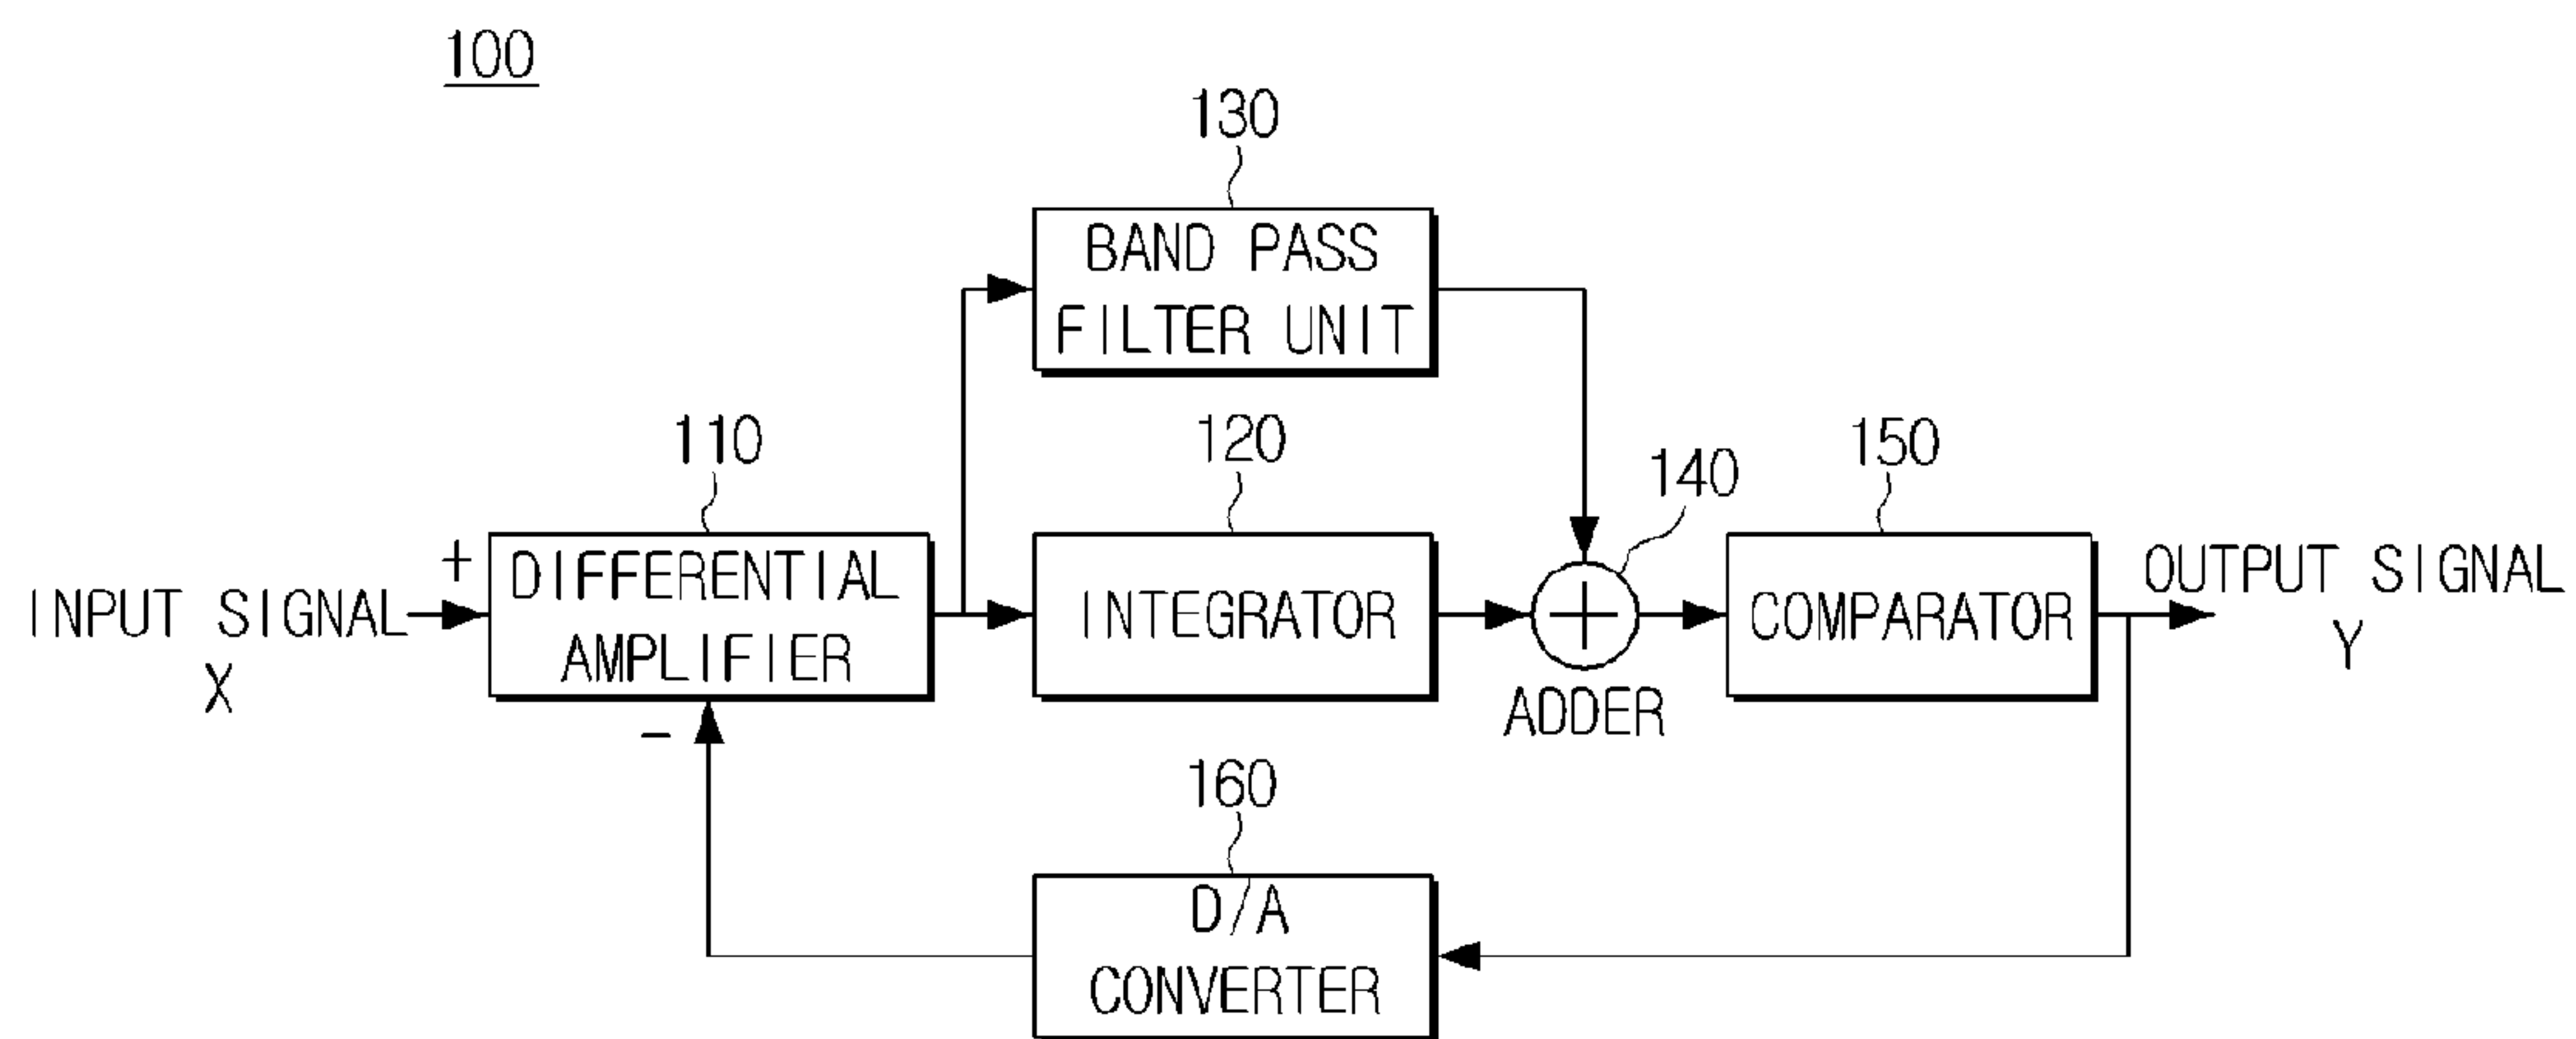 100
130
BAND PASS
FILTER UNIT
110
120
140
150
+
DIFFERENTIAL
AMPLIFIER
INPUT SIGNAL
X
INTEGRATOR
+
ADDER
COMPARATOR
OUTPUT SIGNAL
Y
-
160
D/A
CONVERTER